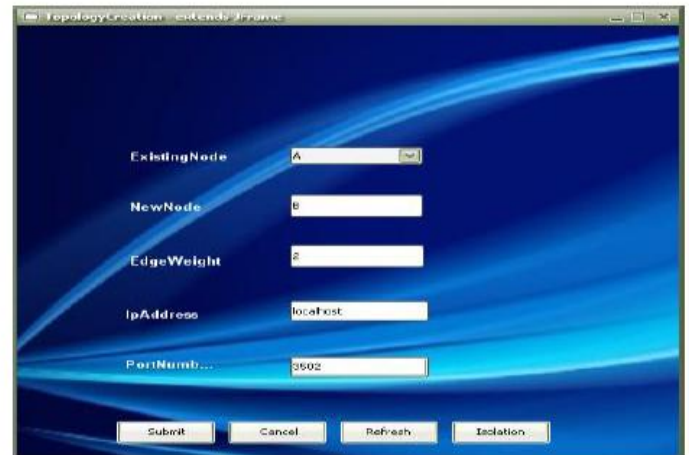 TopologyCreation - extends JFrame
ExistingNode A
NewNode B
EdgeWeight 2
IpAddress localhost
PortNumb... 3502
Submit Cancel Refresh Isolation